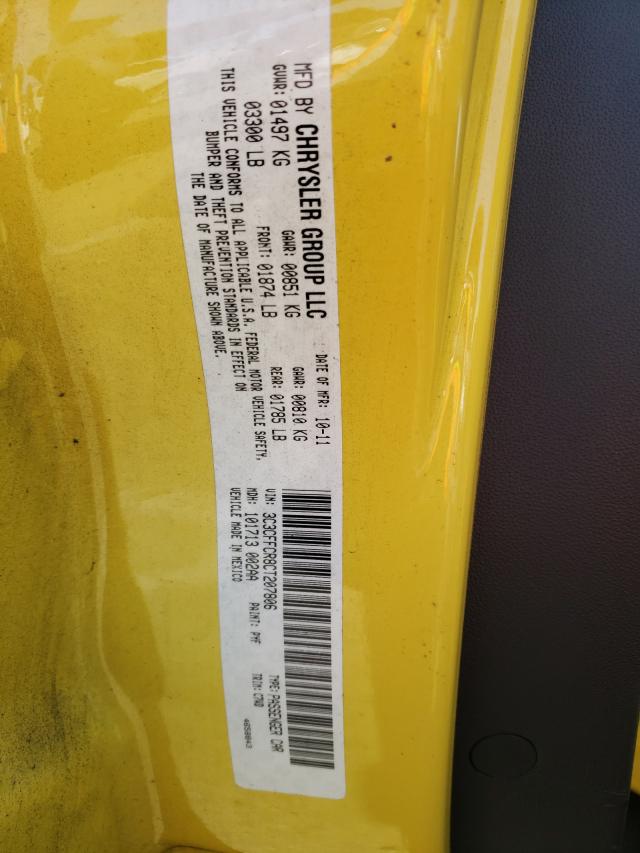 MFD BY CHRYSLER GROUP LLC
DATE OF MFR: 10-11
GVWR: 01497 KG
GAWR: 00851 KG
GAWR: 00810 KG
03300 LB
FRONT: 01874 LB
REAR: 01785 LB
THIS VEHICLE CONFORMS TO ALL APPLICABLE U.S.A. FEDERAL MOTOR VEHICLE SAFETY,
BUMPER AND THEFT PREVENTION STANDARDS IN EFFECT ON
THE DATE OF MANUFACTURE SHOWN ABOVE.
VIN: 3C3CFFCR8CT207806
TYPE: PASSENGER CAR
MDH: 101713 002AA
PAINT: PYF
TRIM: C7W0
VEHICLE MADE IN MEXICO